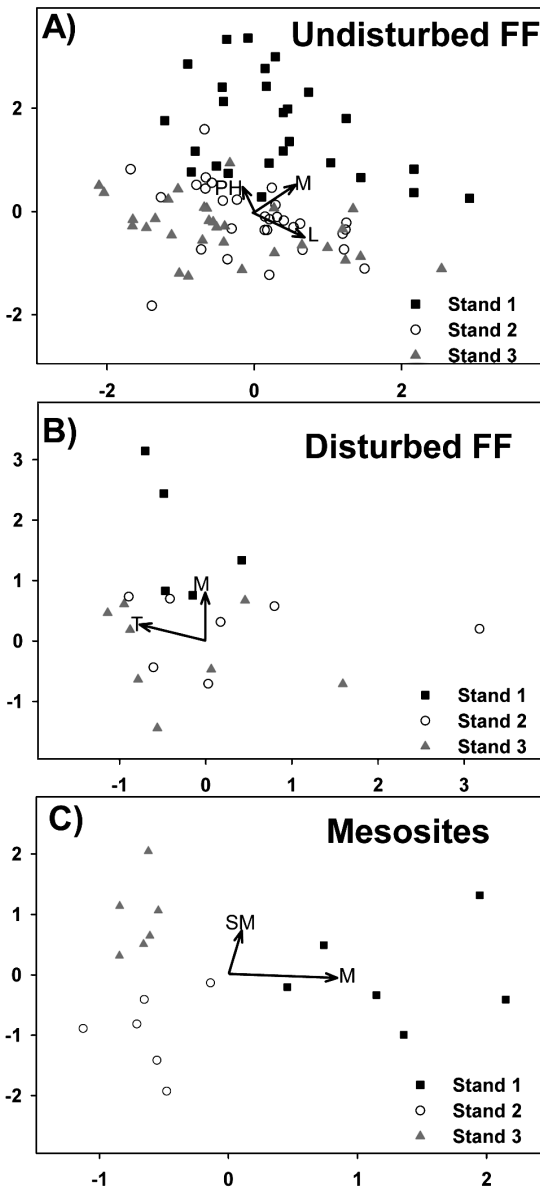 A)
Undisturbed FF
2
PH
M
0
L
-2
Stand 1
Stand 2
Stand 3
-2 0 2
B)
Disturbed FF
3
2
1
M
T
0
-1
Stand 1
Stand 2
Stand 3
-1 0 1 2 3
C)
Mesosites
2
1
SM
0
M
-1
-2
Stand 1
Stand 2
Stand 3
-1 0 1 2